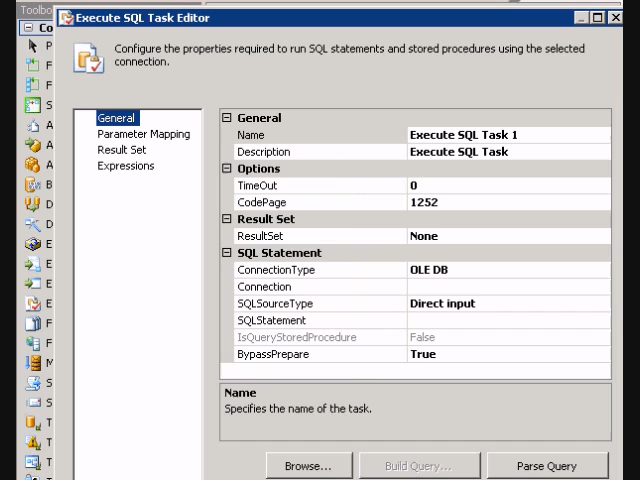 Toolbo
Execute SQL Task Editor
Configure the properties required to run SQL statements and stored procedures using the selected
connection.
General
Parameter Mapping
Result Set
Expressions
General
Name Execute SQL Task 1
Description Execute SQL Task
Options
TimeOut 0
CodePage 1252
Result Set
ResultSet None
SQL Statement
ConnectionType OLE DB
Connection
SQLSourceType Direct input
SQLStatement
IsQueryStoredProcedure False
BypassPrepare True
Name
Specifies the name of the task.
Browse... Build Query... Parse Query
Co
P
F
F
S
A
A
A
B
D
D
E
E
E
E
F
F
M
S
S
T
T
T
T